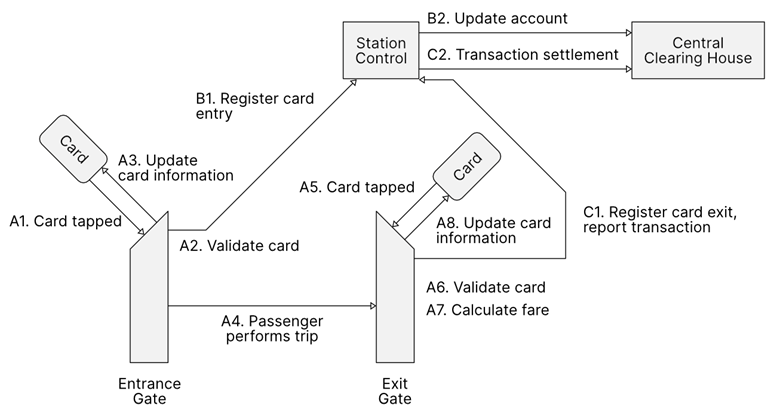 B2. Update account
Station
Control
C2. Transaction settlement
Central
Clearing House
B1. Register card
entry
Card
A3. Update
card information
A1. Card tapped
A2. Validate card
Card
A5. Card tapped
A8. Update card
information
C1. Register card exit,
report transaction
A6. Validate card
A7. Calculate fare
A4. Passenger
performs trip
Entrance
Gate
Exit
Gate